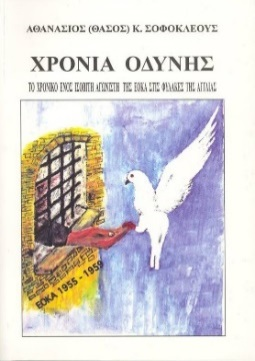 ΑΘΑΝΑΣΙΟΣ (ΘΑΣΟΣ) Κ. ΣΟΦΟΚΛΕΟΥΣ
ΧΡΟΝΙΑ ΟΔΥΝΗΣ
ΤΟ ΧΡΟΝΙΚΟ ΕΝΟΣ ΙΣΟΒΙΤΗ ΑΓΩΝΙΣΤΗ ΤΗΣ ΕΟΚΑ ΣΤΙΣ ΦΥΛΑΚΕΣ ΤΗΣ ΑΓΓΛΙΑΣ
ΕΟΚΑ 1955 - 1959